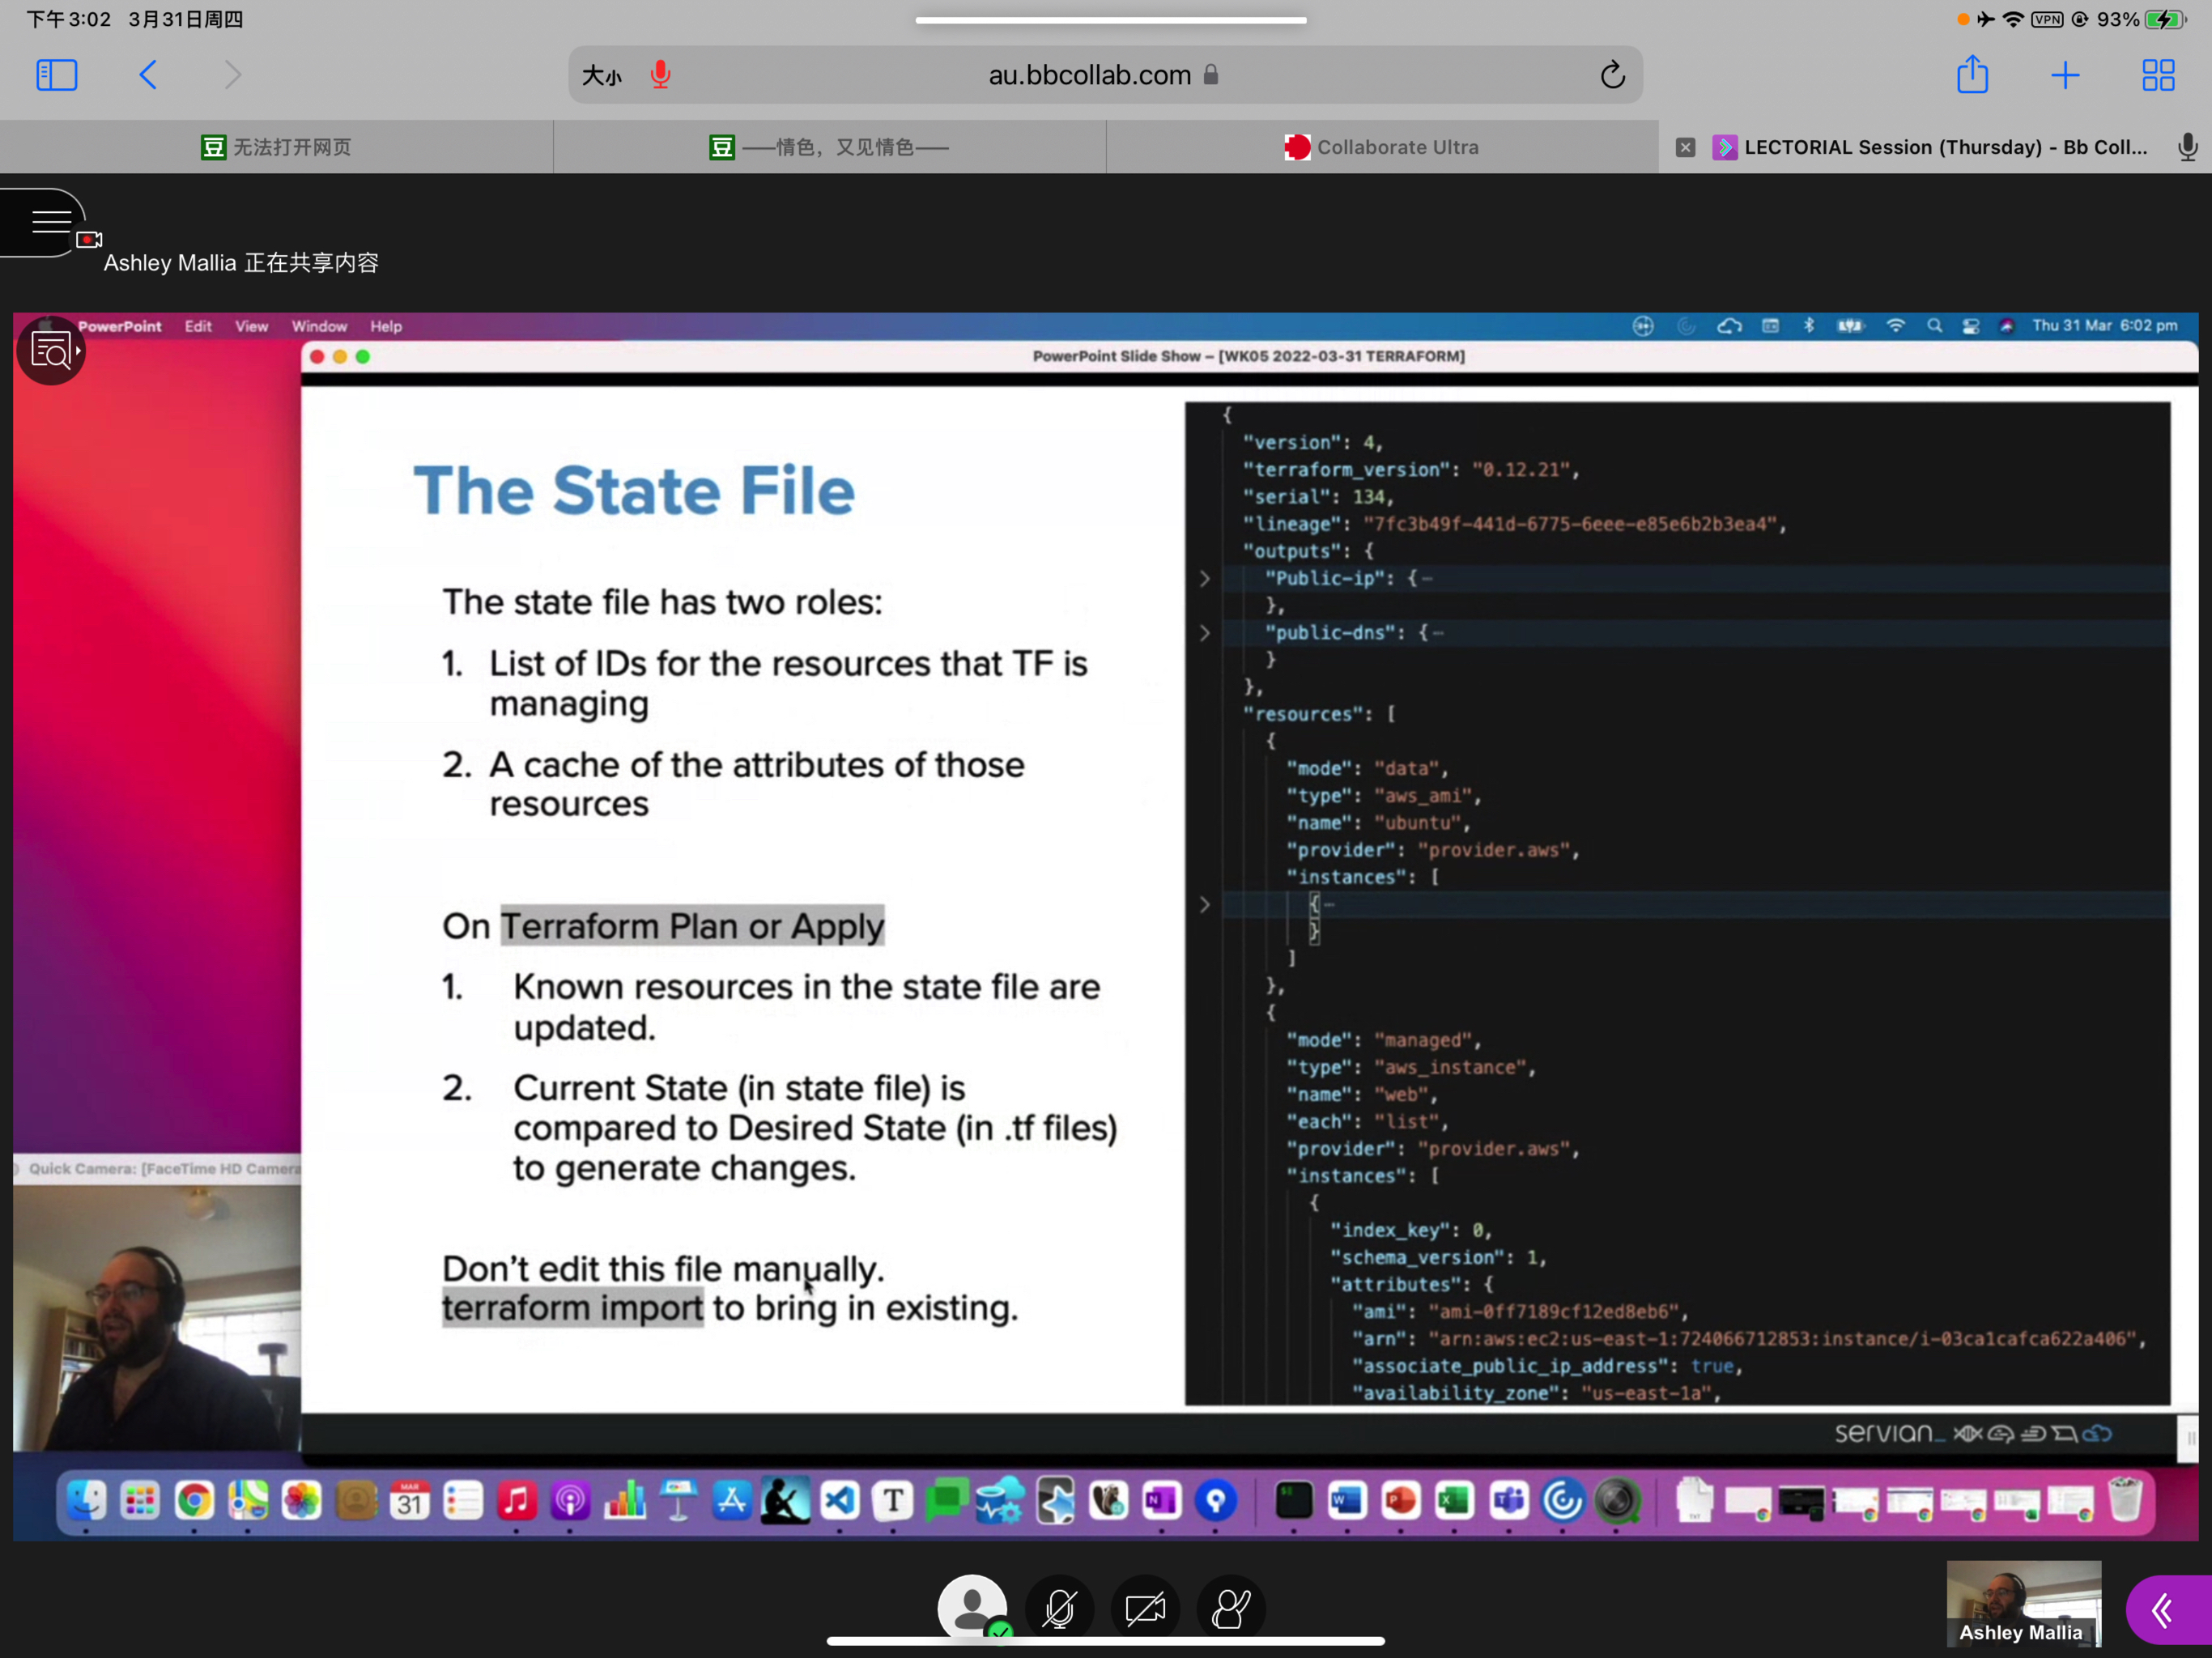 下午3:02 3月31日周四
VPN 93%
大小 au.bbcollab.com
无法打开网页
——情色，又见情色——
Collaborate Ultra
LECTORIAL Session (Thursday) - Bb Coll...
Ashley Mallia 正在共享内容
PowerPoint Edit View Window Help
Thu 31 Mar 6:02 pm
PowerPoint Slide Show – [WK05 2022-03-31 TERRAFORM]
The State File
The state file has two roles:
1. List of IDs for the resources that TF is
managing
2. A cache of the attributes of those
resources
On Terraform Plan or Apply
1. Known resources in the state file are
updated.
2. Current State (in state file) is
compared to Desired State (in .tf files)
to generate changes.
Don't edit this file manually.
terraform import to bring in existing.
{
"version": 4,
"terraform_version": "0.12.21",
"serial": 134,
"lineage": "7fc3b49f-441d-6775-6eee-e85e6b2b3ea4",
"outputs": {
"Public-ip": {
},
"public-dns": {
}
},
"resources": [
{
"mode": "data",
"type": "aws_ami",
"name": "ubuntu",
"provider": "provider.aws",
"instances": [
{
}
]
},
{
"mode": "managed",
"type": "aws_instance",
"name": "web",
"each": "list",
"provider": "provider.aws",
"instances": [
{
"index_key": 0,
"schema_version": 1,
"attributes": {
"ami": "ami-0ff7189cf12ed8eb6",
"arn": "arn:aws:ec2:us-east-1:724066712853:instance/i-03ca1cafca622a406",
"associate_public_ip_address": true,
"availability_zone": "us-east-1a",
Quick Camera: [FaceTime HD Camera
servian_
MAR
31
Ashley Mallia